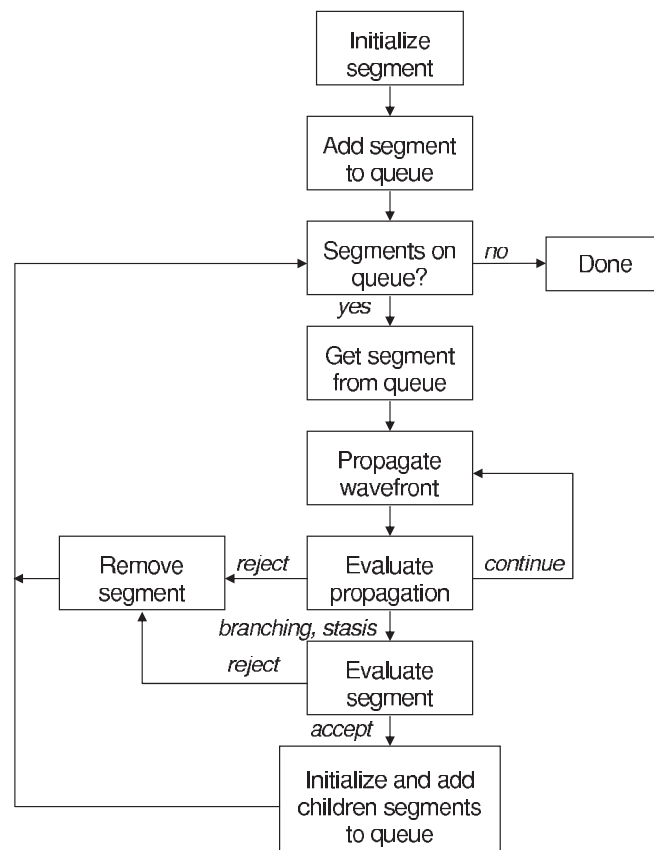 Initialize
segment
Add segment
to queue
Segments on
queue?
no
Done
yes
Get segment
from queue
Propagate
wavefront
Remove
segment
reject
Evaluate
propagation
continue
branching, stasis
reject
Evaluate
segment
accept
Initialize and add
children segments
to queue